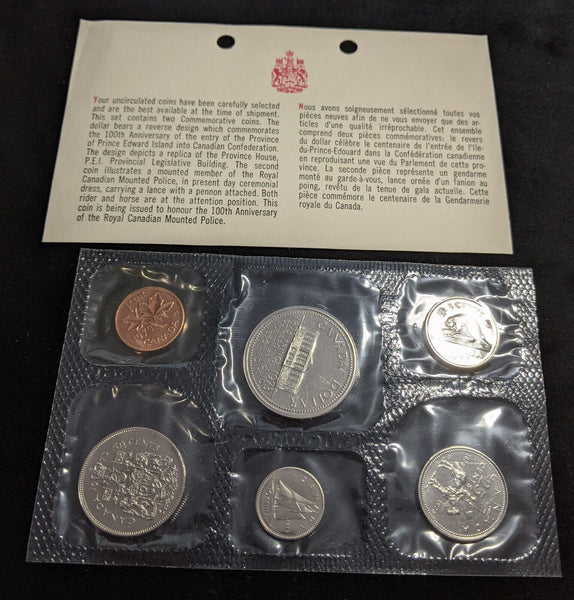 Your uncirculated coins have been carefully selected
and are the best available at the time of shipment.
This set contains two Commemorative coins. The
dollar bears a reverse design which commemorates
the 100th Anniversary of the entry of the Province
of Prince Edward Island into Canadian Confederation.
The design depicts a replica of the Province House,
P.E.I. Provincial Legislative Building. The second
coin illustrates a mounted member of the Royal
Canadian Mounted Police, in present day ceremonial
dress, carrying a lance with a pennon attached. Both
rider and horse are at the attention position. This
coin is being issued to honour the 100th Anniversary
of the Royal Canadian Mounted Police.
Nous avons soigneusement sélectionné toutes vos
pièces neuves afin de ne vous envoyer que des ar-
ticles d'une qualité irréprochable. Cet ensemble
comprend deux pièces commémoratives: le revers
du dollar célèbre le centenaire de l'entrée de l'Ile-
du-Prince-Edouard dans la Confédération canadienne
en reproduisant une vue du Parlement de cette pro-
vince. La seconde pièce représente un gendarme
monté au garde-à-vous, lance ornée d'un fanion au
poing, revêtu de la tenue de gala actuelle. Cette
pièce commémore le centenaire de la Gendarmerie
royale du Canada.
CANADA
CANADA DOLLAR
5 CENTS
50 CENTS
CANADA